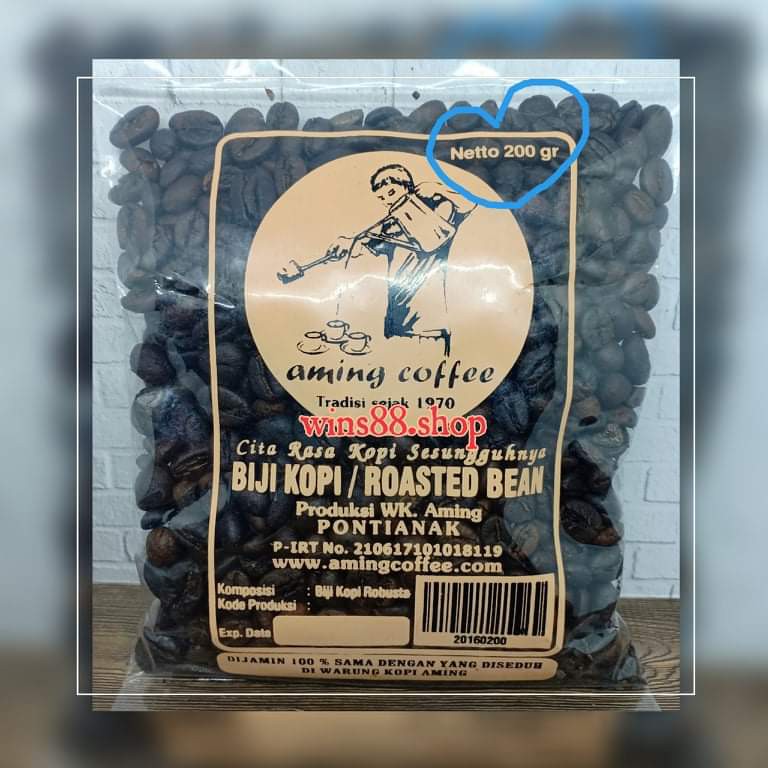 Netto 200 gr
aming coffee
Tradisi sejak 1970
wins88.shop
Cita Rasa Kopi Sesungguhnya
BIJI KOPI / ROASTED BEAN
Produksi WK. Aming
PONTIANAK
P-IRT No. 210617101018119
www.amingcoffee.com
Komposisi : Biji Kopi Robusta
Kode Produksi :
Exp. Date
20160200
DIJAMIN 100 % SAMA DENGAN YANG DISEDUH
DI WARUNG KOPI AMING